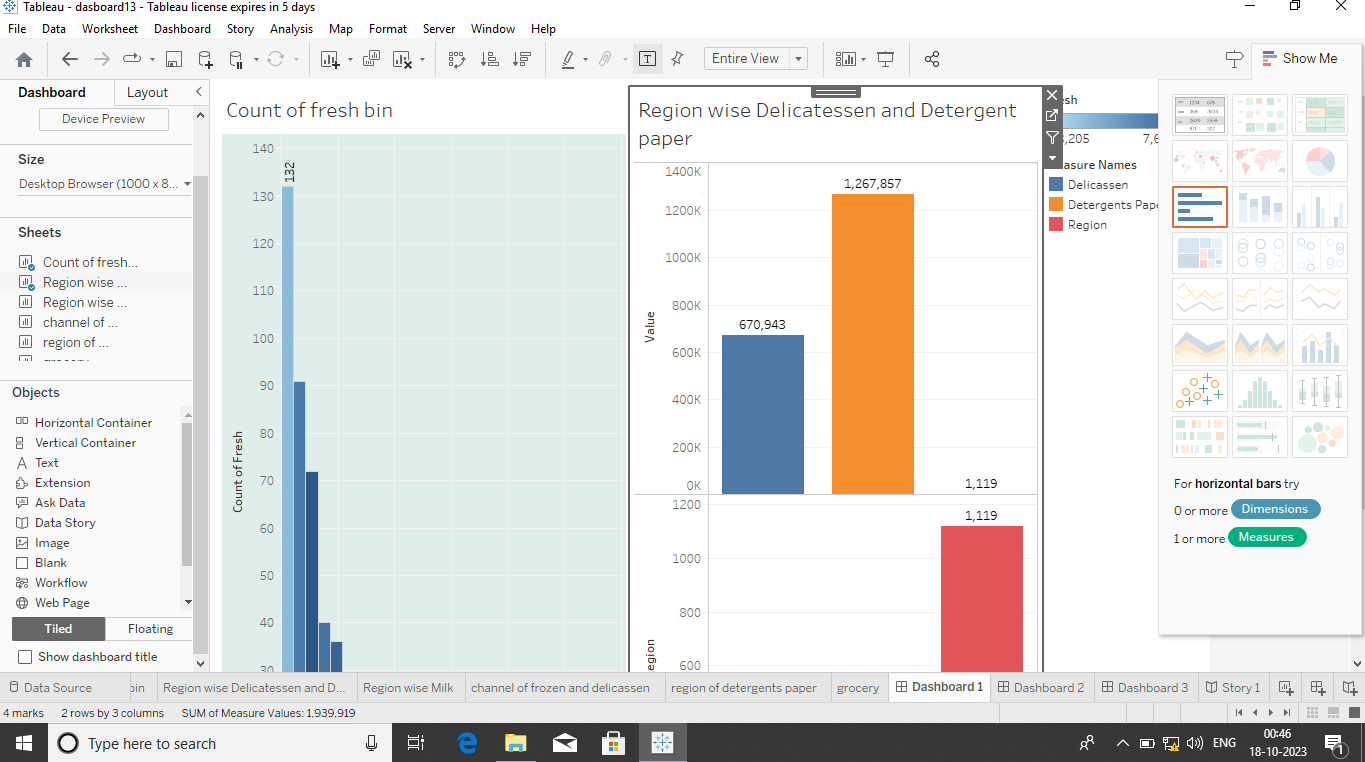 Tableau - dasboard13 - Tableau license expires in 5 days
File Data Worksheet Dashboard Story Analysis Map Format Server Window Help
Entire View
Show Me
Dashboard Layout
Device Preview
Size
Desktop Browser (1000 x 8...
Sheets
Count of fresh...
Region wise ...
Region wise ...
channel of ...
region of ...
Objects
Horizontal Container
Vertical Container
Text
Extension
Ask Data
Data Story
Image
Blank
Workflow
Web Page
Tiled Floating
Show dashboard title
Count of fresh bin
140
132
130
120
110
100
90
80
70
60
50
40
30
Count of Fresh
Region wise Delicatessen and Detergent
paper
1400K
1,267,857
1200K
1000K
800K
670,943
600K
400K
200K
0K
1,119
Value
1200
1,119
1000
800
600
egion
sh
,205 7,6
asure Names
Delicassen
Detergents Pape
Region
1234 678
368 3034
2020 2559
971 322
For horizontal bars try
0 or more Dimensions
1 or more Measures
Data Source bin Region wise Delicatessen and D... Region wise Milk channel of frozen and delicassen region of detergents paper grocery Dashboard 1 Dashboard 2 Dashboard 3 Story 1
4 marks 2 rows by 3 columns SUM of Measure Values: 1,939,919
Type here to search
ENG
00:46
18-10-2023
1